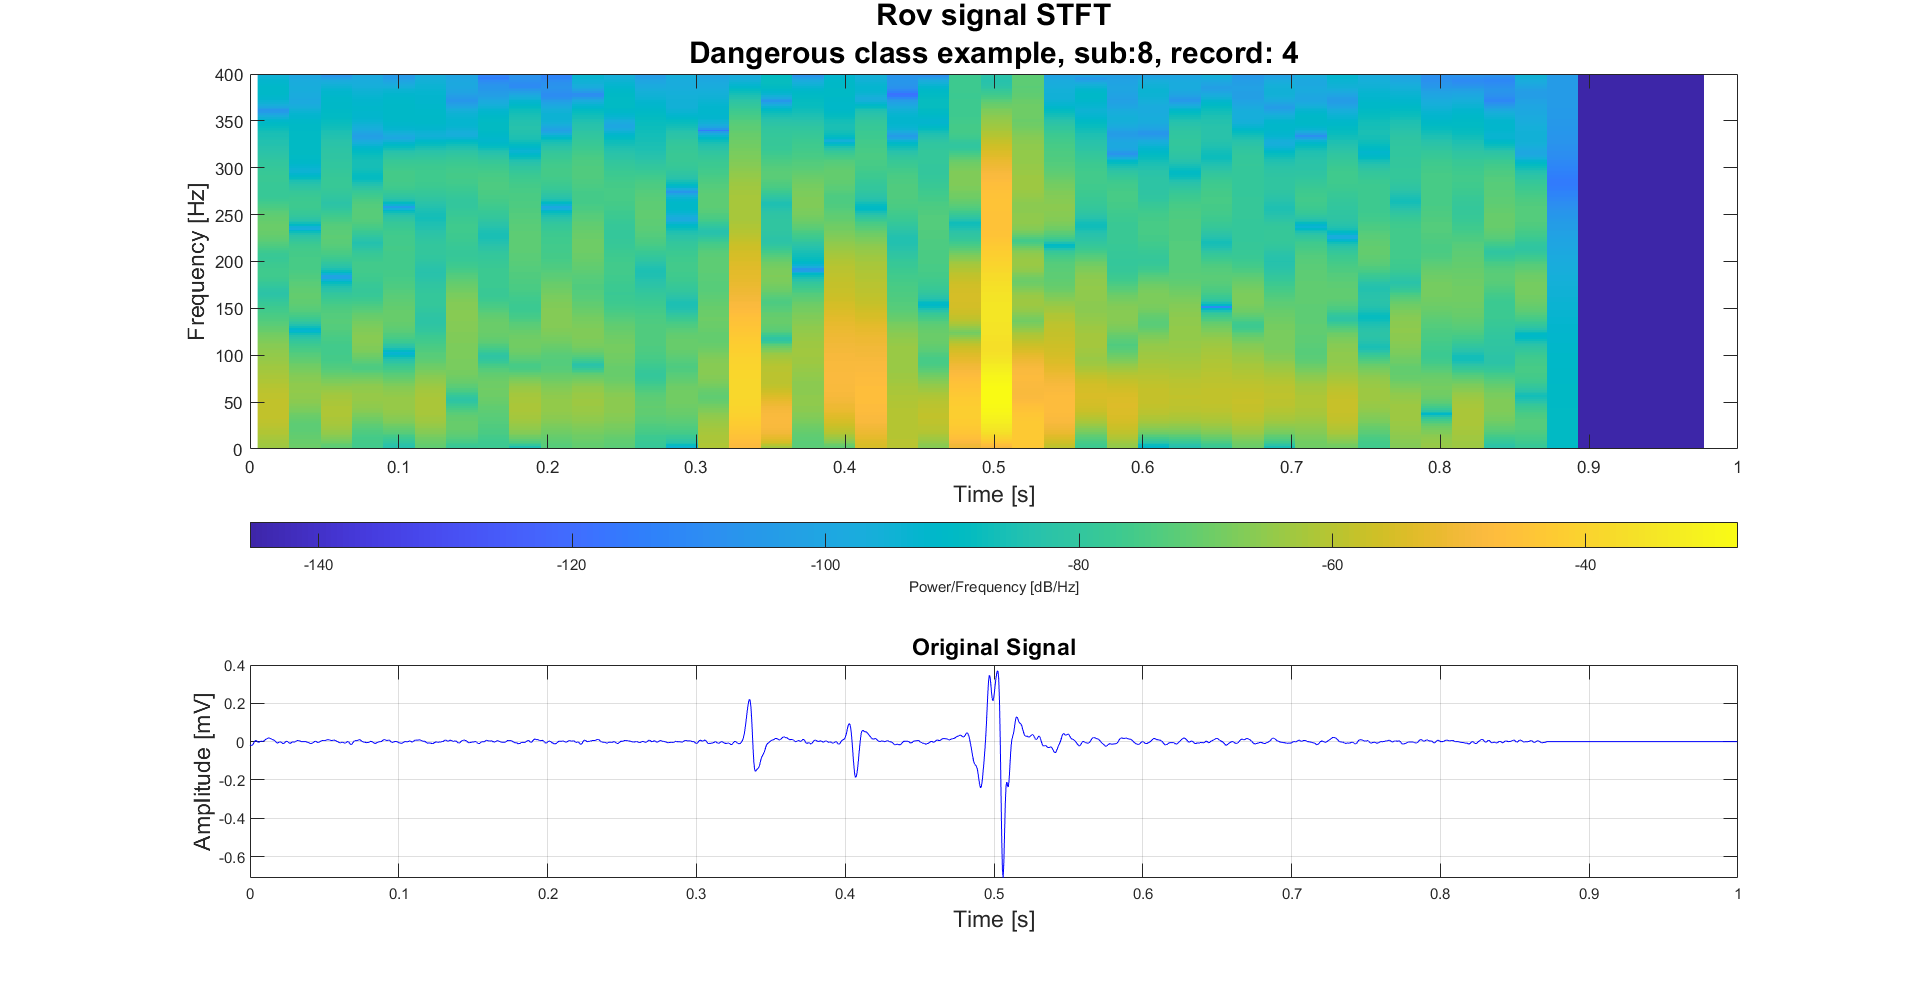 Rov signal STFT
Dangerous class example, sub:8, record: 4
Frequency [Hz]
400
350
300
250
200
150
100
50
0
0 0.1 0.2 0.3 0.4 0.5 0.6 0.7 0.8 0.9 1
Time [s]
-140 -120 -100 -80 -60 -40
Power/Frequency [dB/Hz]
Original Signal
Amplitude [mV]
0.4
0.2
0
-0.2
-0.4
-0.6
0 0.1 0.2 0.3 0.4 0.5 0.6 0.7 0.8 0.9 1
Time [s]